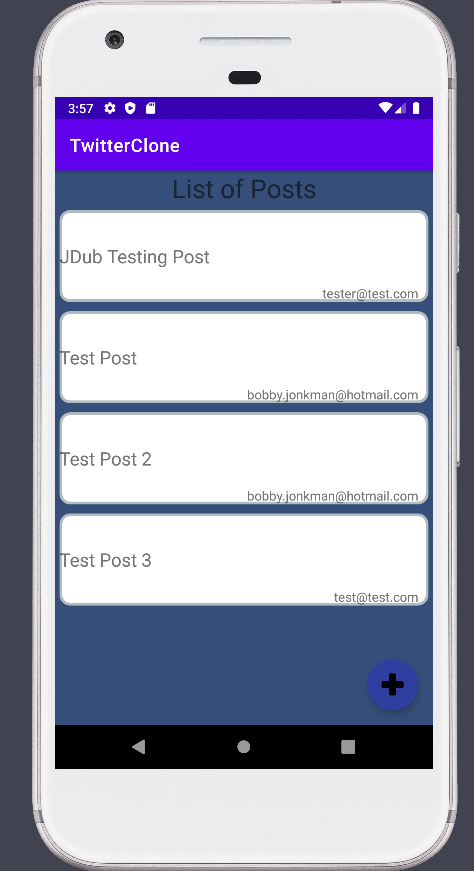 3:57
TwitterClone
List of Posts
JDub Testing Post
tester@test.com
Test Post
bobby.jonkman@hotmail.com
Test Post 2
bobby.jonkman@hotmail.com
Test Post 3
test@test.com